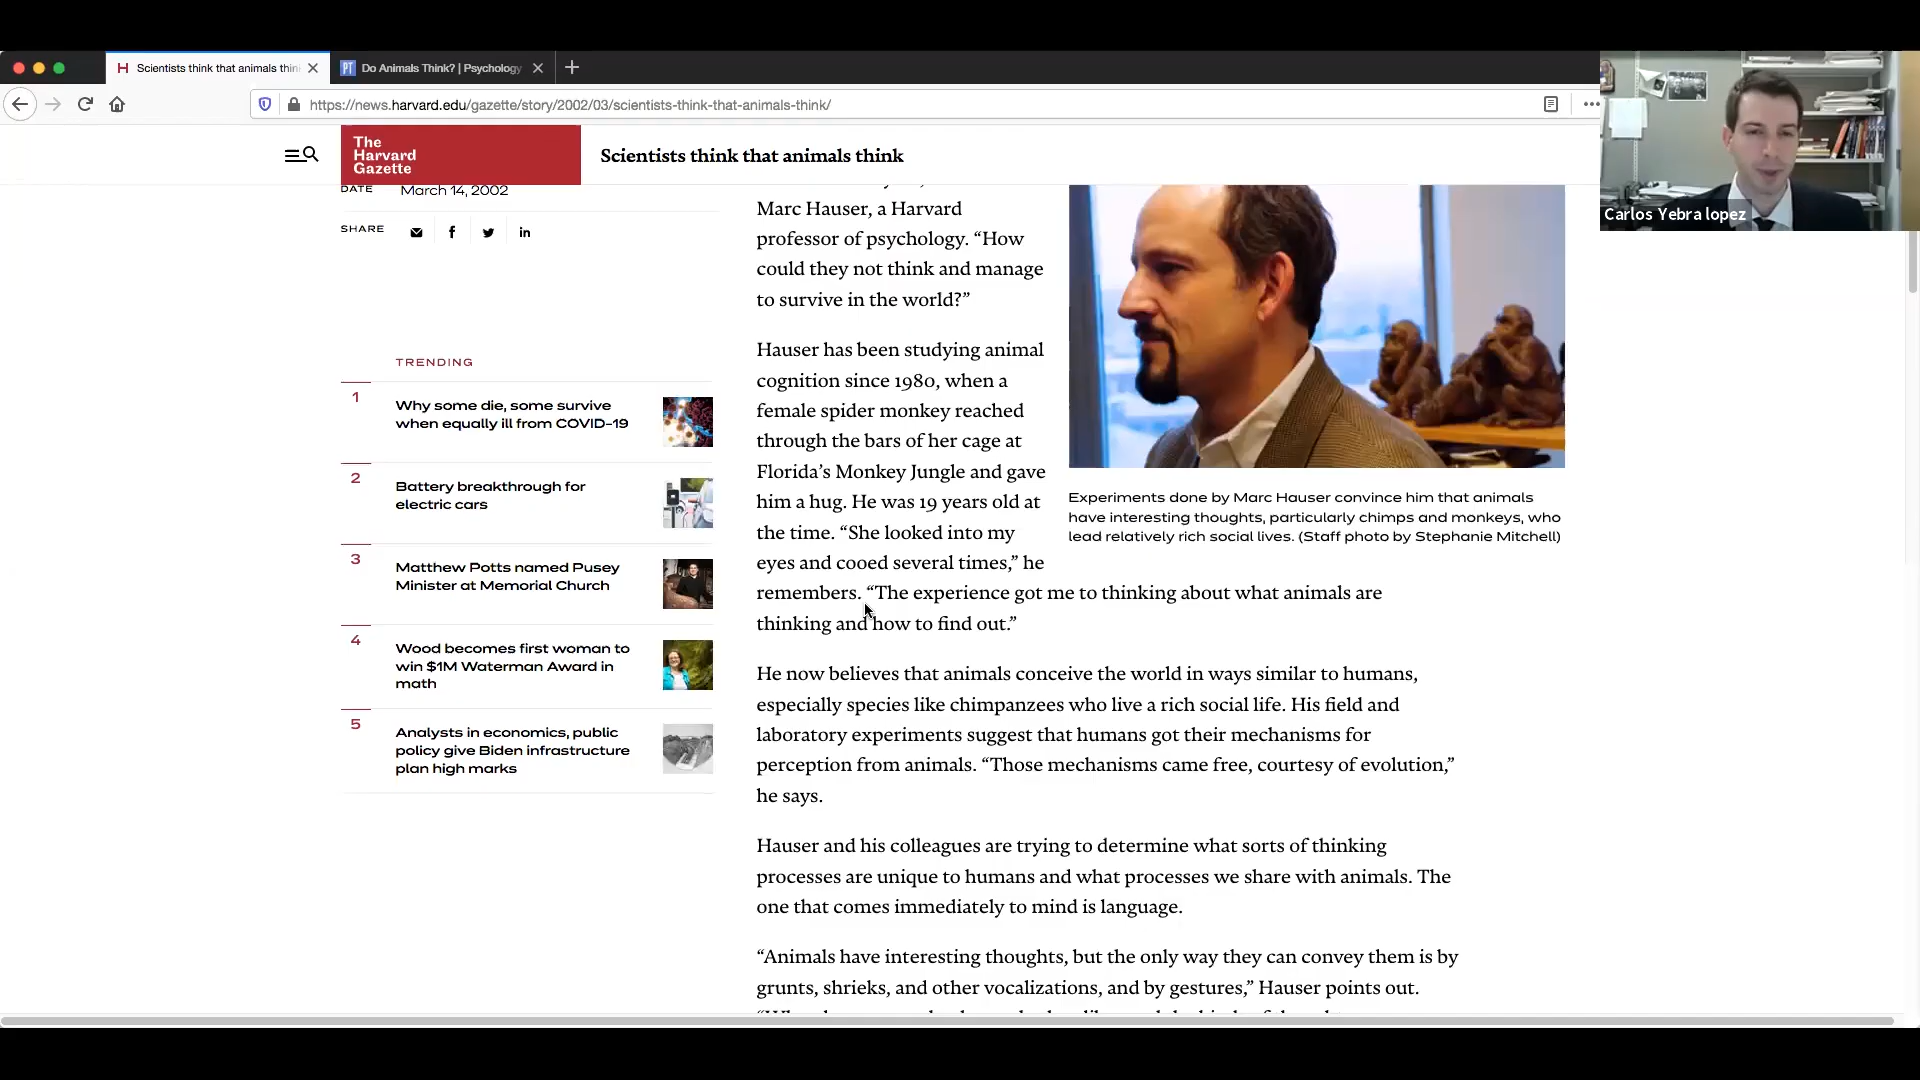 Scientists think that animals thin
Do Animals Think? | Psychology
https://news.harvard.edu/gazette/story/2002/03/scientists-think-that-animals-think/
The
Harvard
Gazette
Scientists think that animals think
Carlos Yebra lopez
DATE March 14, 2002
SHARE
TRENDING
1
Why some die, some survive
when equally ill from COVID-19
2
Battery breakthrough for
electric cars
3
Matthew Potts named Pusey
Minister at Memorial Church
4
Wood becomes first woman to
win $1M Waterman Award in
math
5
Analysts in economics, public
policy give Biden infrastructure
plan high marks
Marc Hauser, a Harvard
professor of psychology. “How
could they not think and manage
to survive in the world?”
Hauser has been studying animal
cognition since 1980, when a
female spider monkey reached
through the bars of her cage at
Florida’s Monkey Jungle and gave
him a hug. He was 19 years old at
the time. “She looked into my
eyes and cooed several times,” he
remembers. “The experience got me to thinking about what animals are
thinking and how to find out.”
He now believes that animals conceive the world in ways similar to humans,
especially species like chimpanzees who live a rich social life. His field and
laboratory experiments suggest that humans got their mechanisms for
perception from animals. “Those mechanisms came free, courtesy of evolution,”
he says.
Hauser and his colleagues are trying to determine what sorts of thinking
processes are unique to humans and what processes we share with animals. The
one that comes immediately to mind is language.
“Animals have interesting thoughts, but the only way they can convey them is by
grunts, shrieks, and other vocalizations, and by gestures,” Hauser points out.
Experiments done by Marc Hauser convince him that animals
have interesting thoughts, particularly chimps and monkeys, who
lead relatively rich social lives. (Staff photo by Stephanie Mitchell)